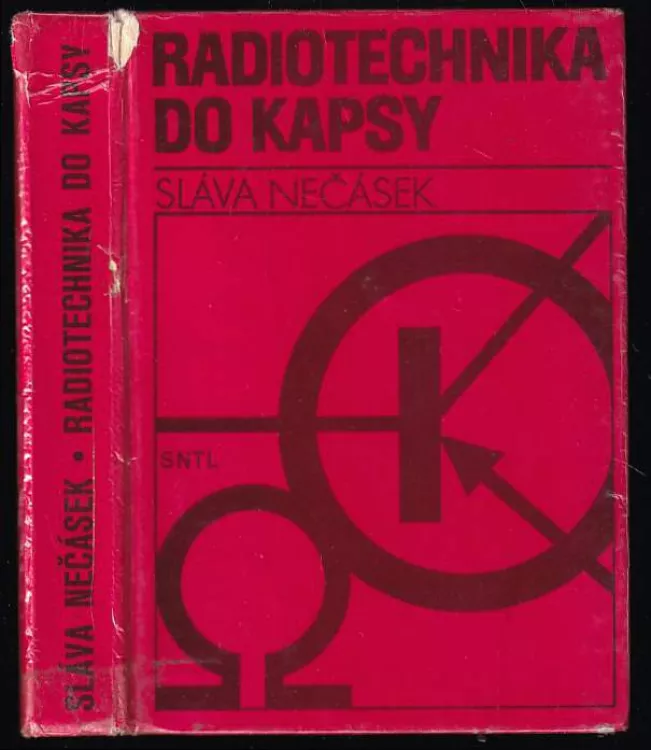 RADIOTECHNIKA
DO KAPSY
SLÁVA NEČÁSEK
SNTL
SLÁVA NEČÁSEK • RADIOTECHNIKA DO KAPSY